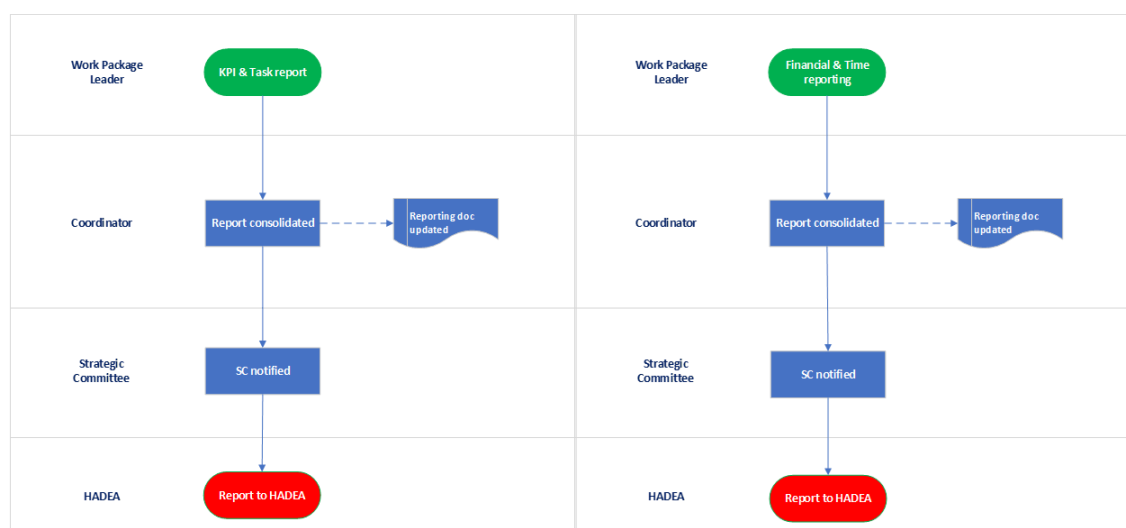 Work Package
Leader
KPI & Task report
Coordinator
Report consolidated
Reporting doc
updated
Strategic
Committee
SC notified
HADEA
Report to HADEA
Work Package
Leader
Financial & Time
reporting
Coordinator
Report consolidated
Reporting doc
updated
Strategic
Committee
SC notified
HADEA
Report to HADEA